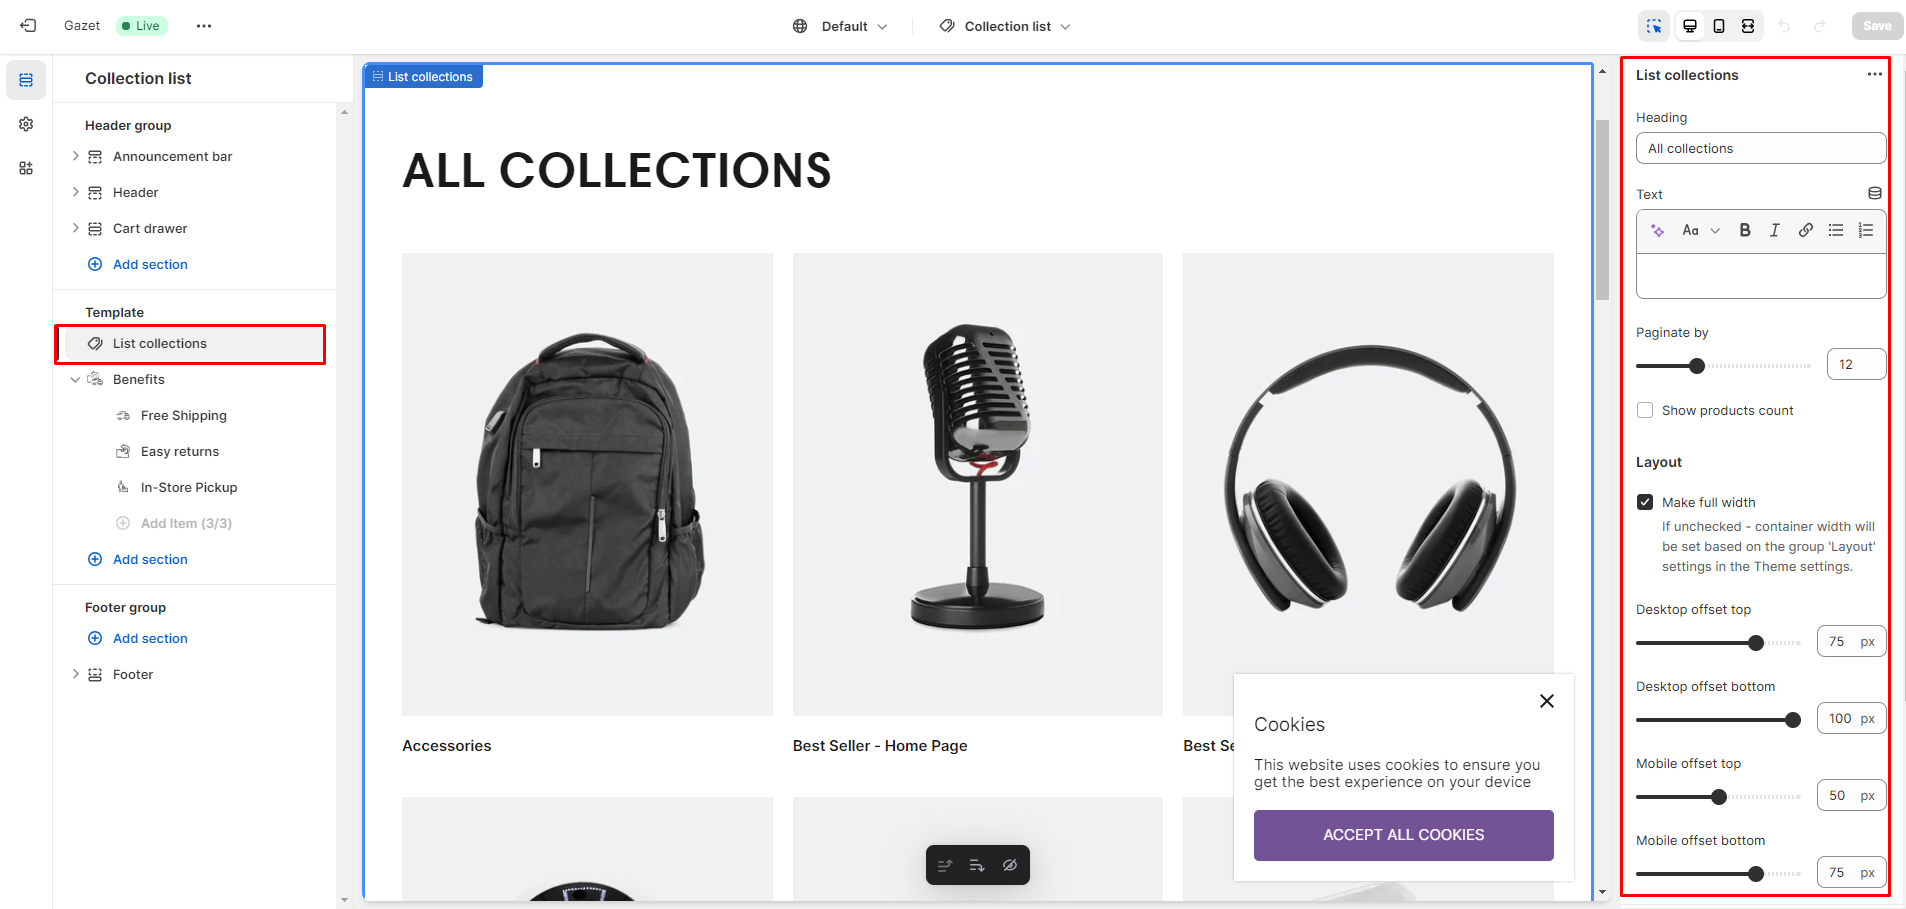 Gazet
Live
Default
Collection list
Save
Collection list
Header group
Announcement bar
Header
Cart drawer
Add section
Template
List collections
Benefits
Free Shipping
Easy returns
In-Store Pickup
Add Item (3/3)
Add section
Footer group
Add section
Footer
List collections
ALL COLLECTIONS
Accessories
Best Seller - Home Page
Best Se
Cookies
This website uses cookies to ensure you
get the best experience on your device
ACCEPT ALL COOKIES
List collections
Heading
All collections
Text
Aa
B
I
Paginate by
12
Show products count
Layout
Make full width
If unchecked - container width will
be set based on the group 'Layout'
settings in the Theme settings.
Desktop offset top
75 px
Desktop offset bottom
100 px
Mobile offset top
50 px
Mobile offset bottom
75 px